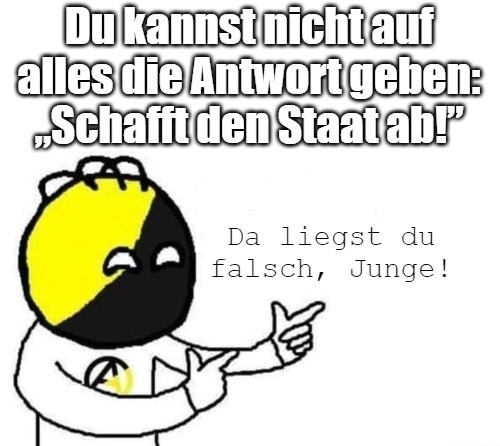 Du kannst nicht auf
alles die Antwort geben:
„Schafft den Staat ab!”
Da liegst du
falsch, Junge!